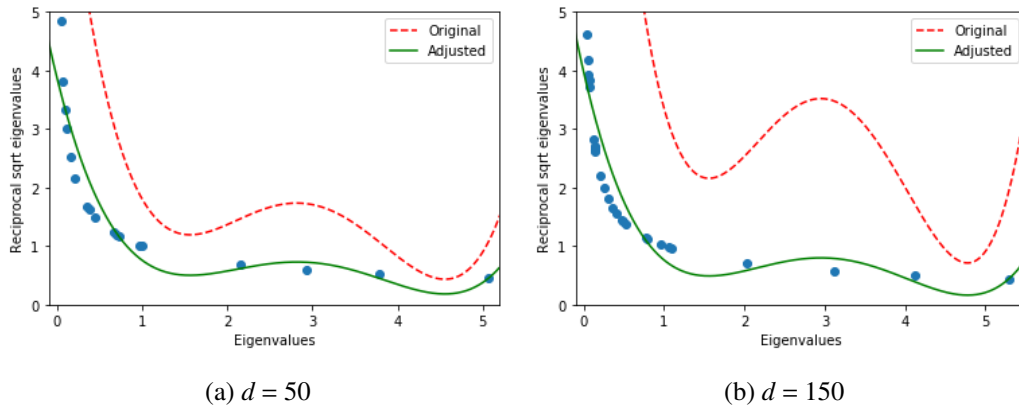 5
4
3
2
1
0
Reciprocal sqrt eigenvalues
Original
Adjusted
0 1 2 3 4 5
Eigenvalues
(a) d = 50
5
4
3
2
1
0
Reciprocal sqrt eigenvalues
Original
Adjusted
0 1 2 3 4 5
Eigenvalues
(b) d = 150